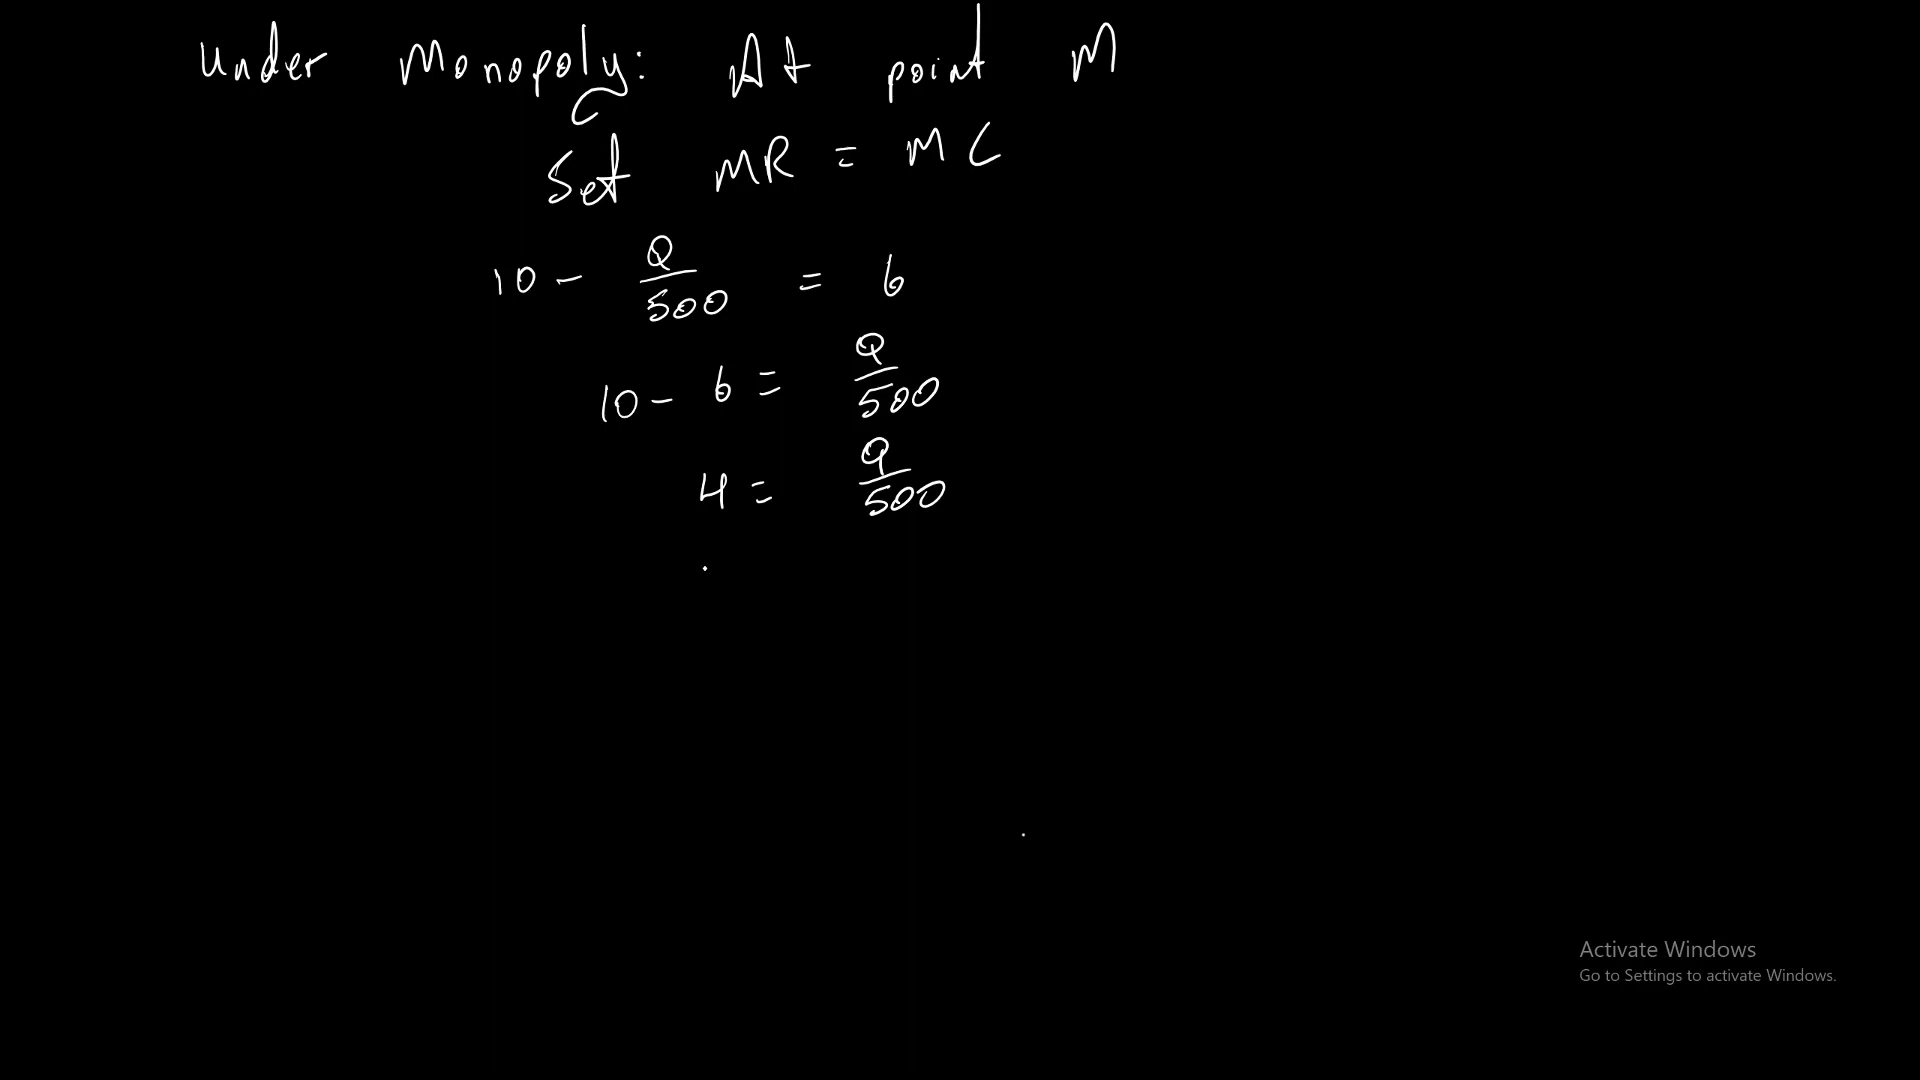 Under Monopoly: At point M
Set MR = MC
10 - Q/500 = 6
10 - 6 = Q/500
4 = Q/500
Activate Windows
Go to Settings to activate Windows.